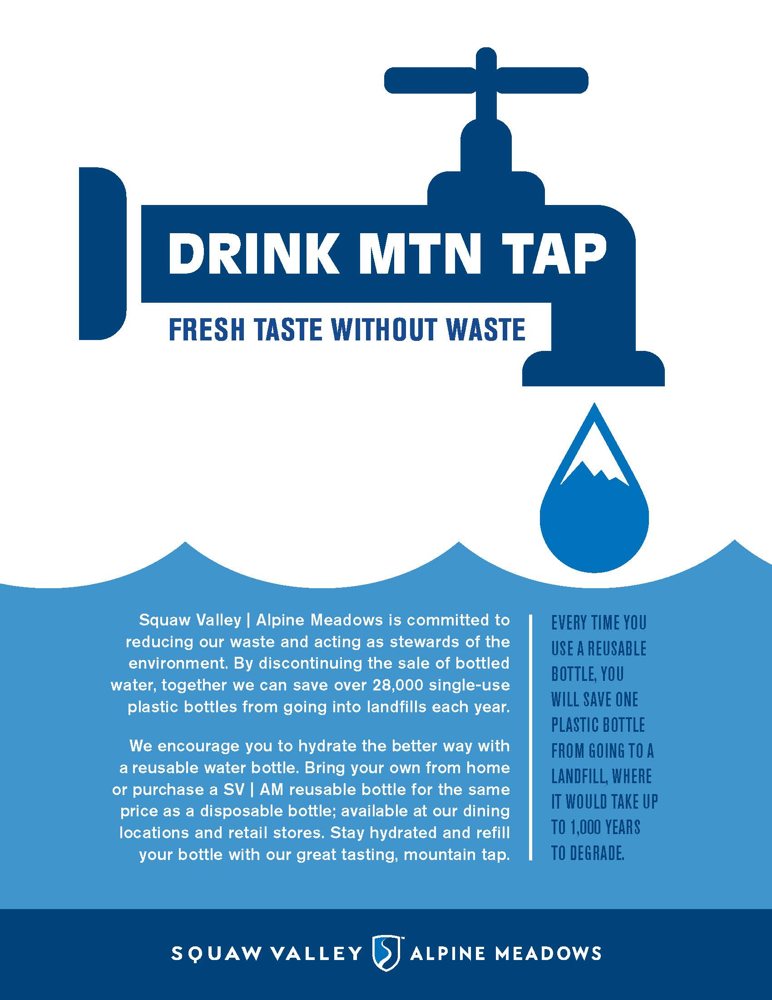 DRINK MTN TAP
FRESH TASTE WITHOUT WASTE
Squaw Valley | Alpine Meadows is committed to
reducing our waste and acting as stewards of the
environment. By discontinuing the sale of bottled
water, together we can save over 28,000 single-use
plastic bottles from going into landfills each year.
We encourage you to hydrate the better way with
a reusable water bottle. Bring your own from home
or purchase a SV | AM reusable bottle for the same
price as a disposable bottle; available at our dining
locations and retail stores. Stay hydrated and refill
your bottle with our great tasting, mountain tap.
EVERY TIME YOU
USE A REUSABLE
BOTTLE, YOU
WILL SAVE ONE
PLASTIC BOTTLE
FROM GOING TO A
LANDFILL, WHERE
IT WOULD TAKE UP
TO 1,000 YEARS
TO DEGRADE.
SQUAW VALLEY ™ ALPINE MEADOWS